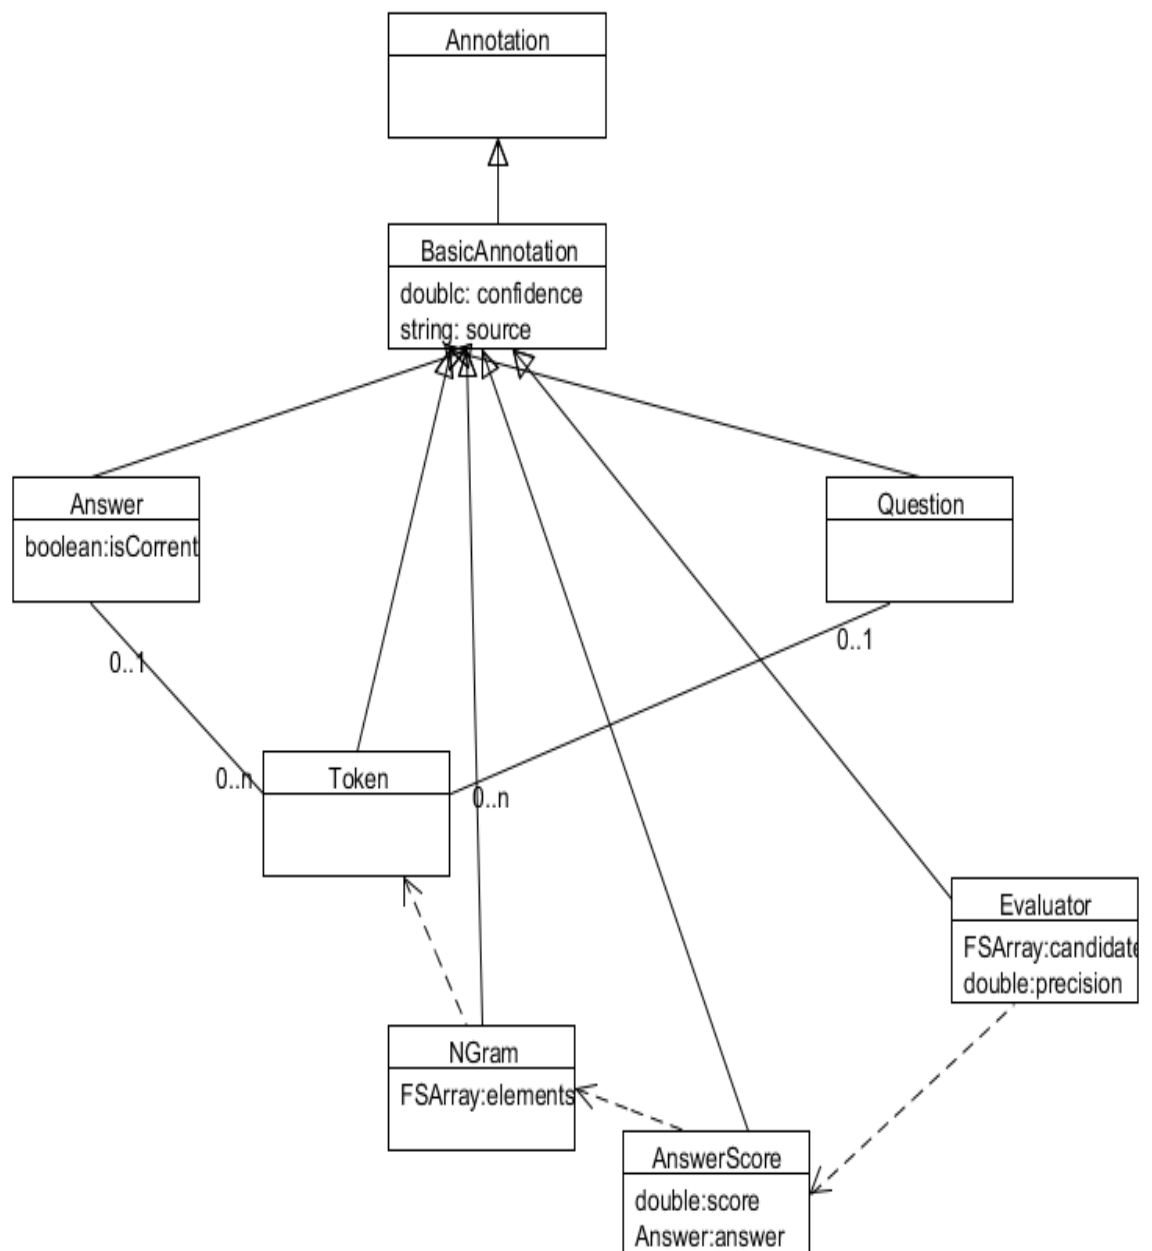 Annotation
BasicAnnotation
doublc: confidence
string: source
Answer
boolean:isCorrent
Question
0..1
0..1
0..n
Token
0..n
Evaluator
FSArray:candidate
double:precision
NGram
FSArray:elements
AnswerScore
double:score
Answer:answer